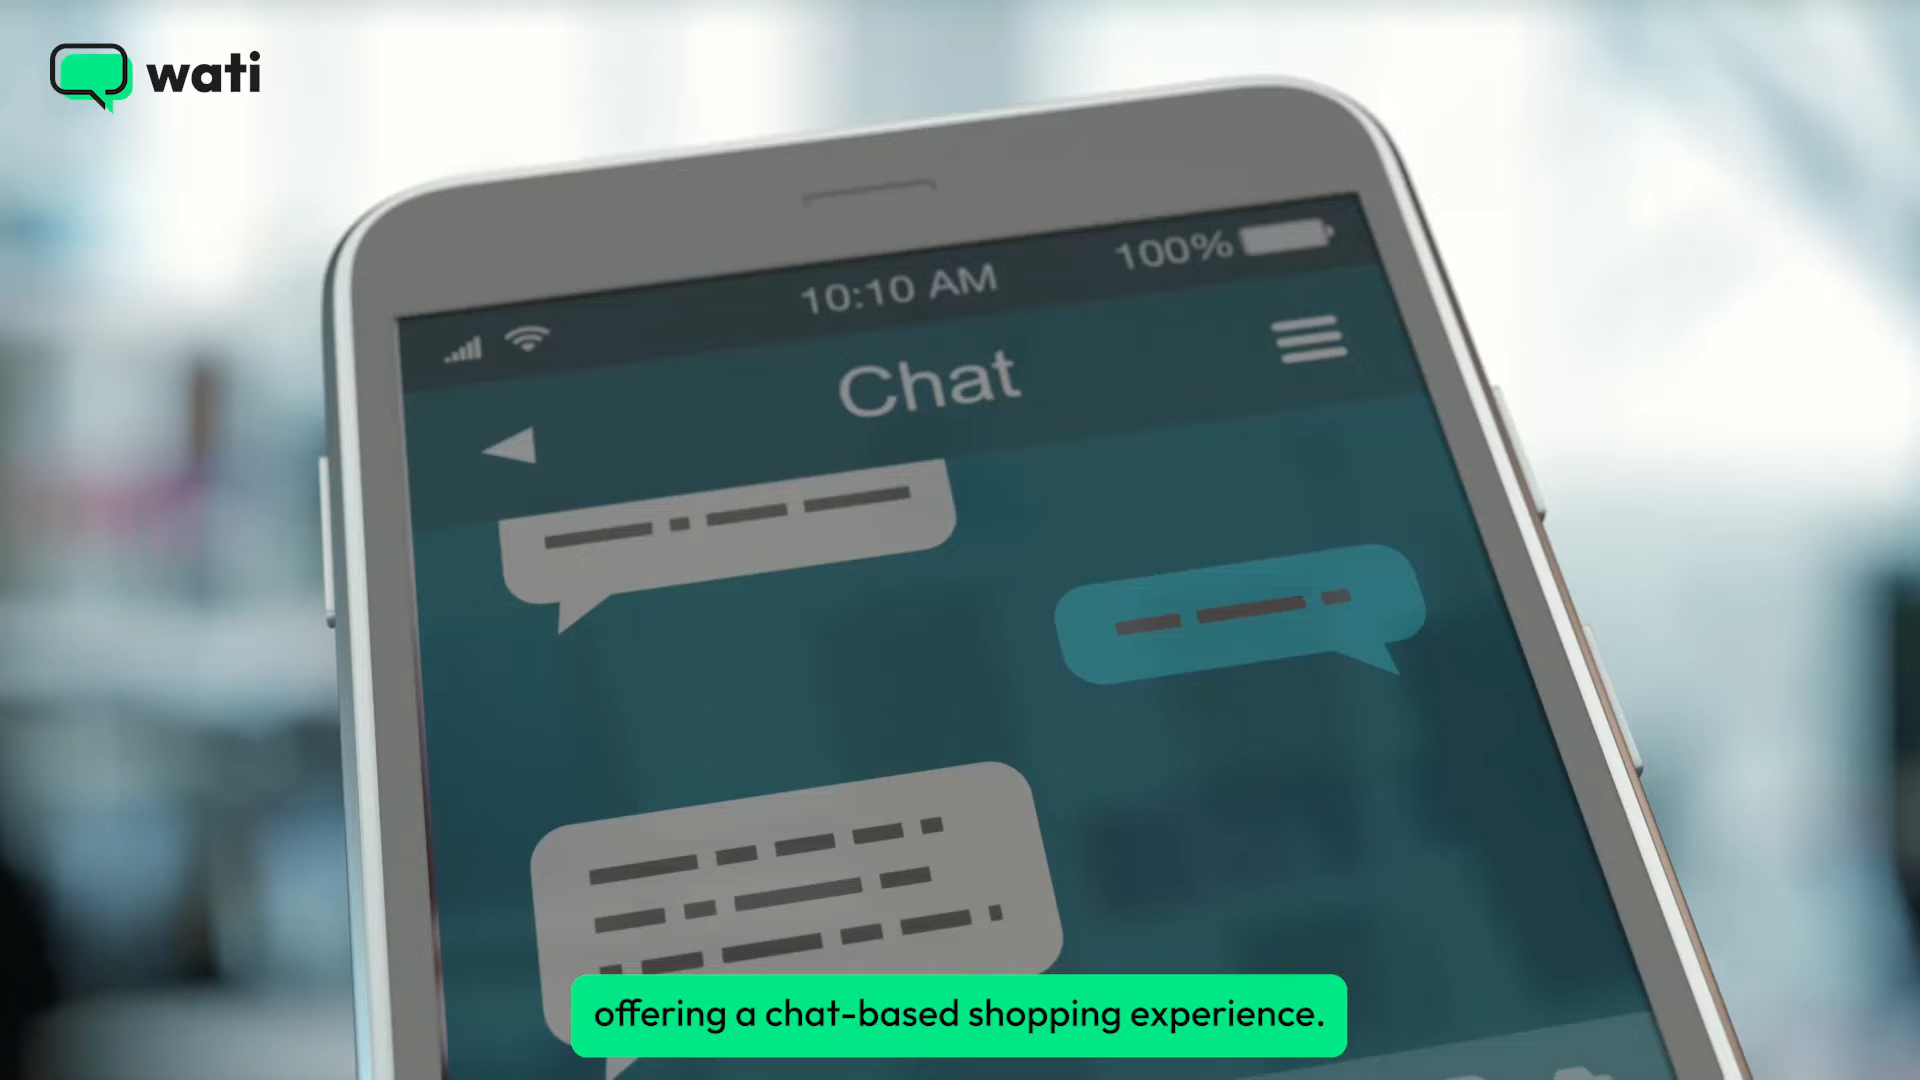 wati
100%
10:10 AM
Chat
offering a chat-based shopping experience.